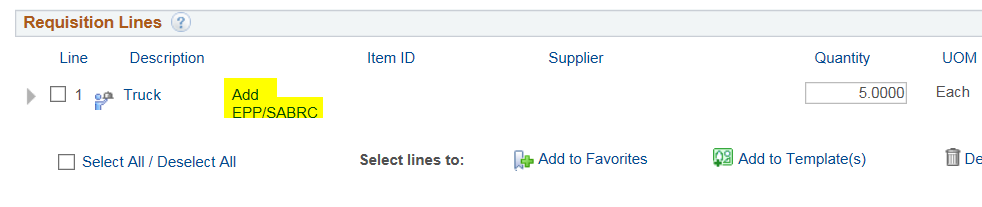 Requisition Lines ?
Line Description Item ID Supplier Quantity UOM
1 Truck Add EPP/SABRC 5.0000 Each
Select All / Deselect All Select lines to: Add to Favorites Add to Template(s) De